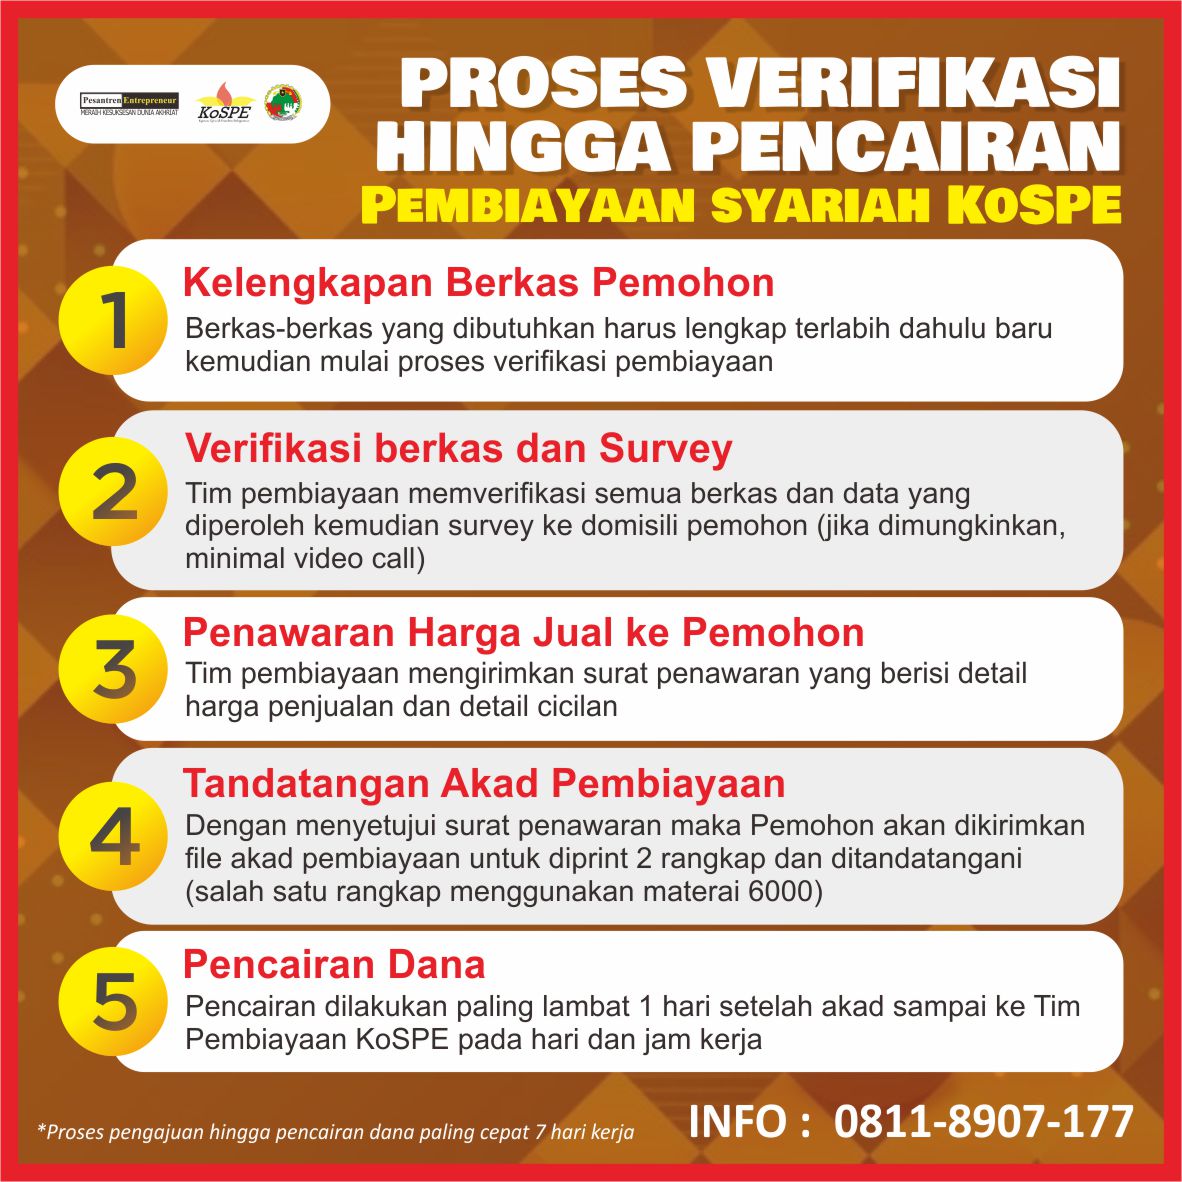 Pesantren Entrepreneur
MERAIH KESUKSESAN DUNIA AKHRIAT
KoSPE
PROSES VERIFIKASI
HINGGA PENCAIRAN
PEMBIAYAAN SYARIAH KOSPE
1
Kelengkapan Berkas Pemohon
Berkas-berkas yang dibutuhkan harus lengkap terlabih dahulu baru
kemudian mulai proses verifikasi pembiayaan
2
Verifikasi berkas dan Survey
Tim pembiayaan memverifikasi semua berkas dan data yang
diperoleh kemudian survey ke domisili pemohon (jika dimungkinkan,
minimal video call)
3
Penawaran Harga Jual ke Pemohon
Tim pembiayaan mengirimkan surat penawaran yang berisi detail
harga penjualan dan detail cicilan
4
Tandatangan Akad Pembiayaan
Dengan menyetujui surat penawaran maka Pemohon akan dikirimkan
file akad pembiayaan untuk diprint 2 rangkap dan ditandatangani
(salah satu rangkap menggunakan materai 6000)
5
Pencairan Dana
Pencairan dilakukan paling lambat 1 hari setelah akad sampai ke Tim
Pembiayaan KoSPE pada hari dan jam kerja
*Proses pengajuan hingga pencairan dana paling cepat 7 hari kerja
INFO : 0811-8907-177